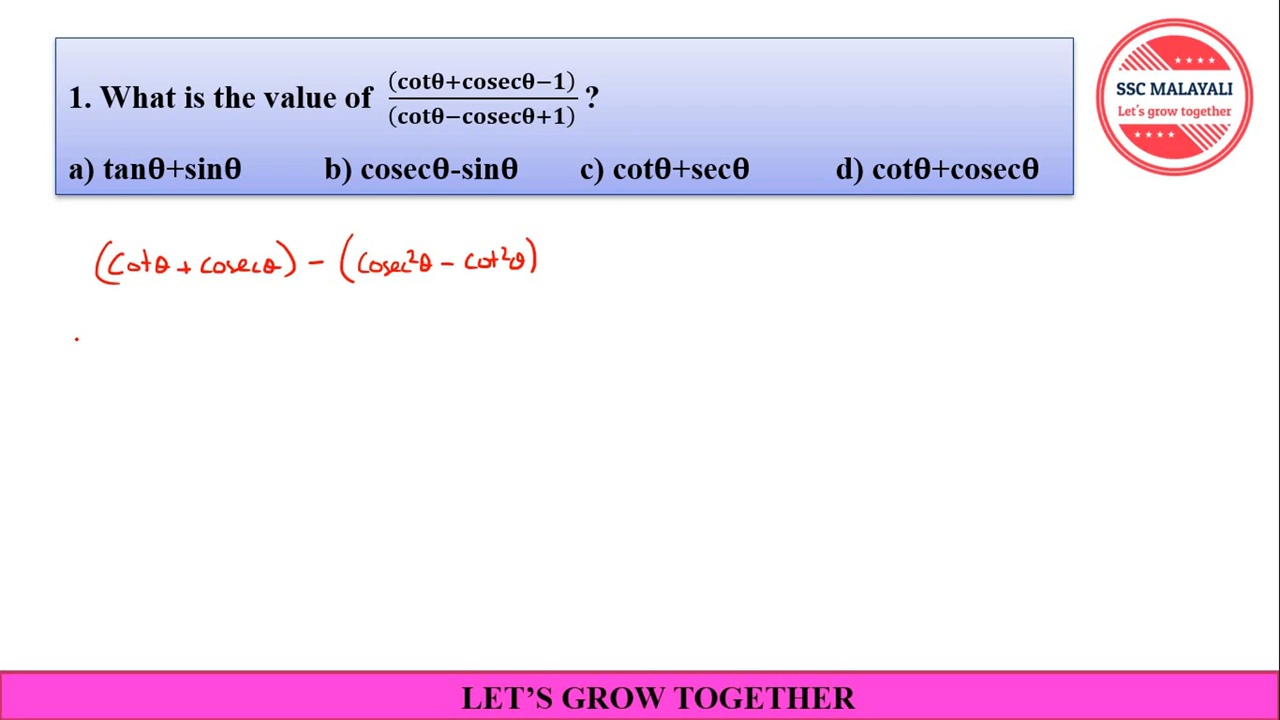 1. What is the value of (cotθ+cosecθ−1)/(cotθ−cosecθ+1) ?
a) tanθ+sinθ b) cosecθ-sinθ c) cotθ+secθ d) cotθ+cosecθ
SSC MALAYALI
Let's grow together
(cotθ + cosecθ) − (cosec²θ − cot²θ)
LET'S GROW TOGETHER